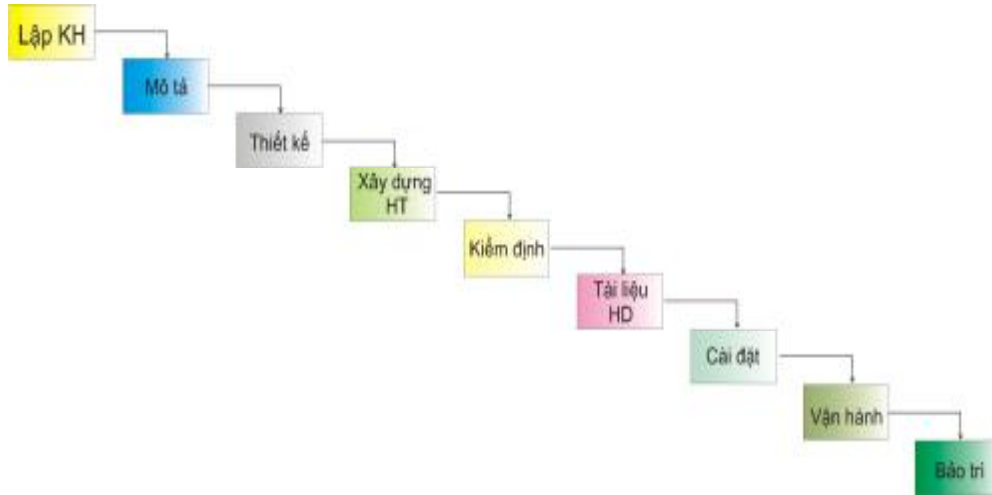 Lập KH
Mô tả
Thiết kế
Xây dựng
HT
Kiểm định
Tài liệu
HD
Cài đặt
Vận hành
Bảo trì